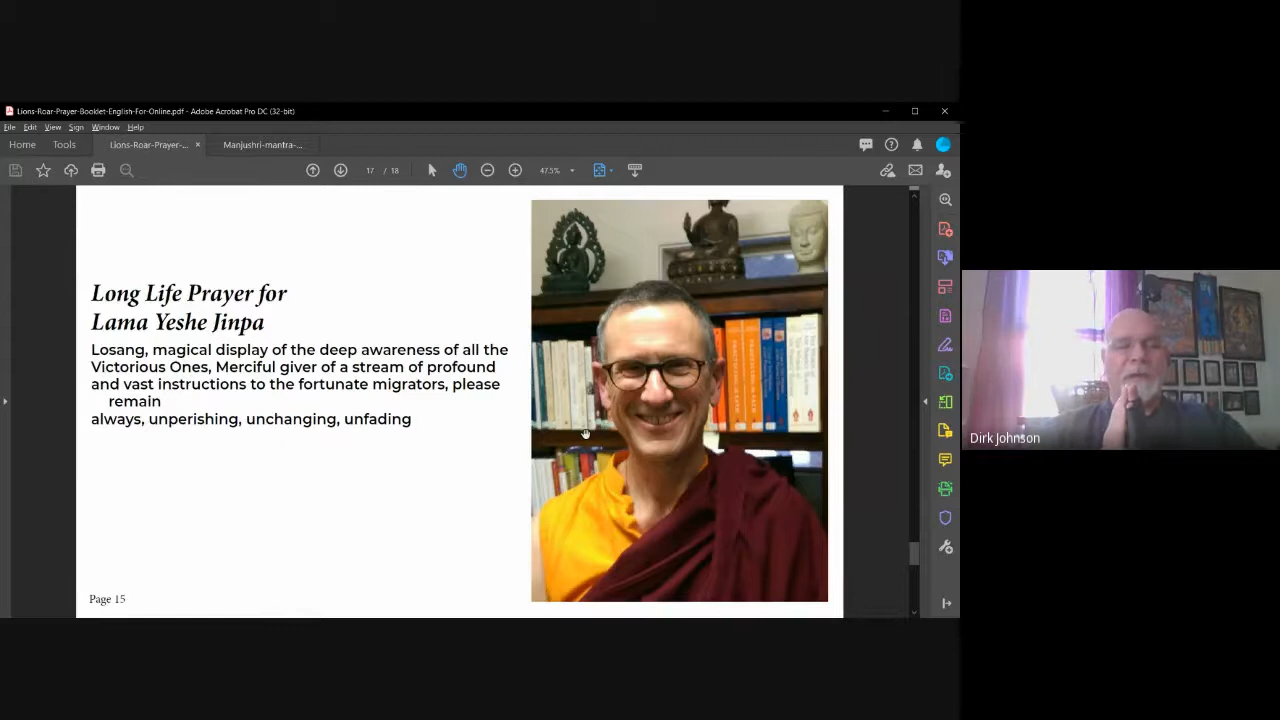 Lions-Roar-Prayer-Booklet-English-For-Online.pdf - Adobe Acrobat Pro DC (32-bit)
File Edit View Sign Window Help
Home Tools Lions-Roar-Prayer-... × Manjushri-mantra-...
17 / 18 47.5%
Long Life Prayer for
Lama Yeshe Jinpa
Losang, magical display of the deep awareness of all the
Victorious Ones, Merciful giver of a stream of profound
and vast instructions to the fortunate migrators, please
remain
always, unperishing, unchanging, unfading
Page 15
Dirk Johnson